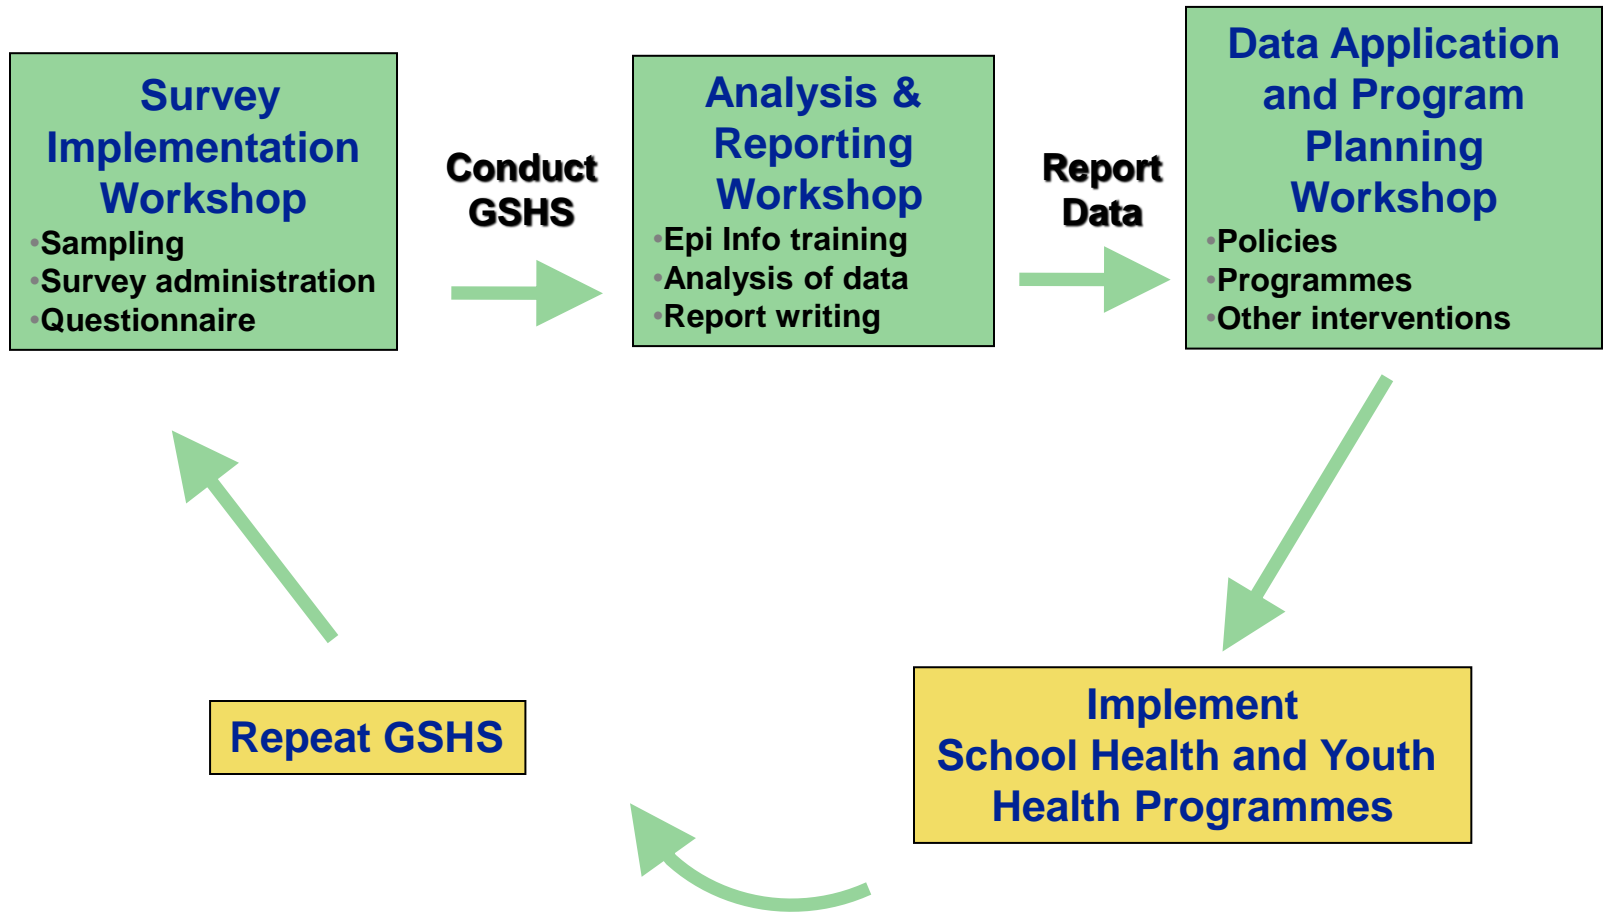 Survey
Implementation
Workshop
•Sampling
•Survey administration
•Questionnaire
Conduct
GSHS
Analysis &
Reporting
Workshop
•Epi Info training
•Analysis of data
•Report writing
Report
Data
Data Application
and Program
Planning
Workshop
•Policies
•Programmes
•Other interventions
Implement
School Health and Youth
Health Programmes
Repeat GSHS